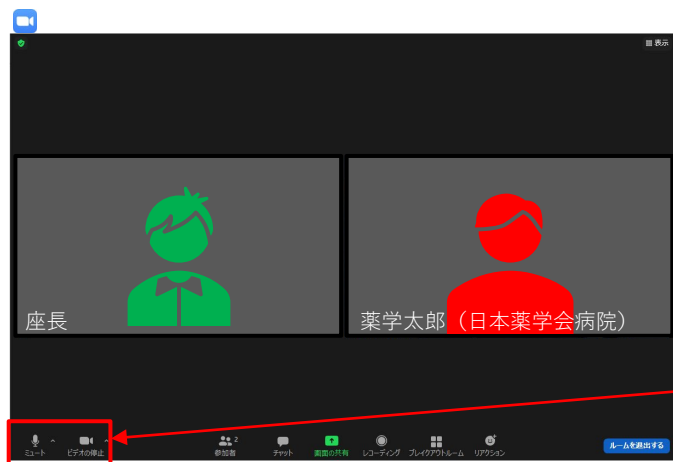 表示
座長
薬学太郎（日本薬学会病院）
ミュート
ビデオの停止
参加者
2
チャット
画面の共有
レコーディング
ブレイクアウトルーム
リアクション
ルームを退出する